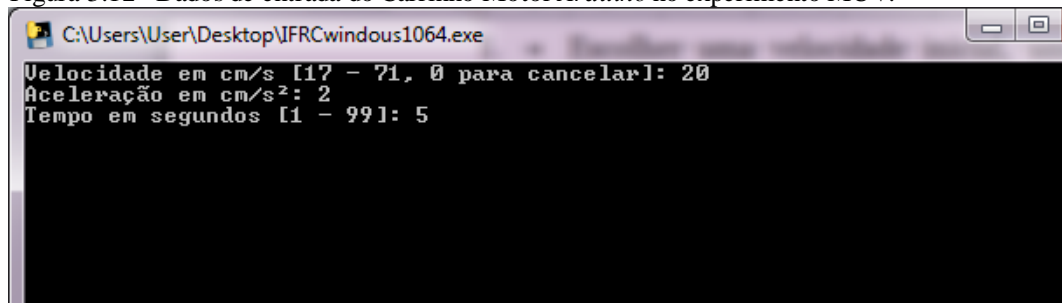 C:\Users\User\Desktop\IFRCwindous1064.exe
Velocidade em cm/s [17 - 71, 0 para cancelar]: 20
Aceleração em cm/s²: 2
Tempo em segundos [1 - 99]: 5